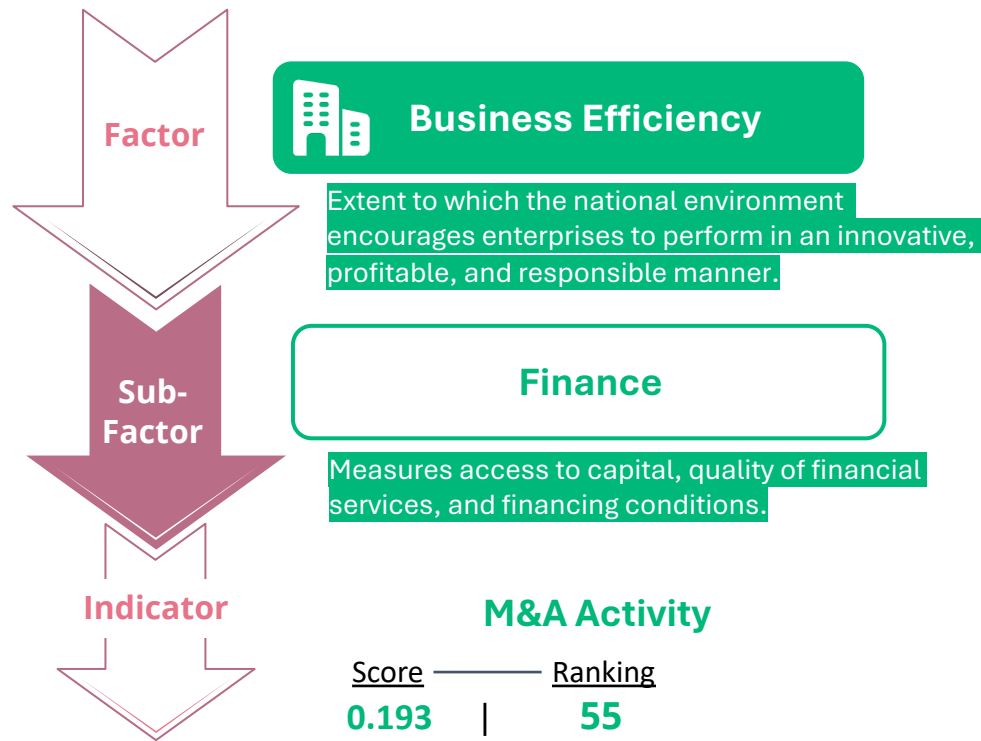 Factor
Business Efficiency
Extent to which the national environment
encourages enterprises to perform in an innovative,
profitable, and responsible manner.
Sub-
Factor
Finance
Measures access to capital, quality of financial
services, and financing conditions.
Indicator
M&A Activity
Score Ranking
0.193 | 55